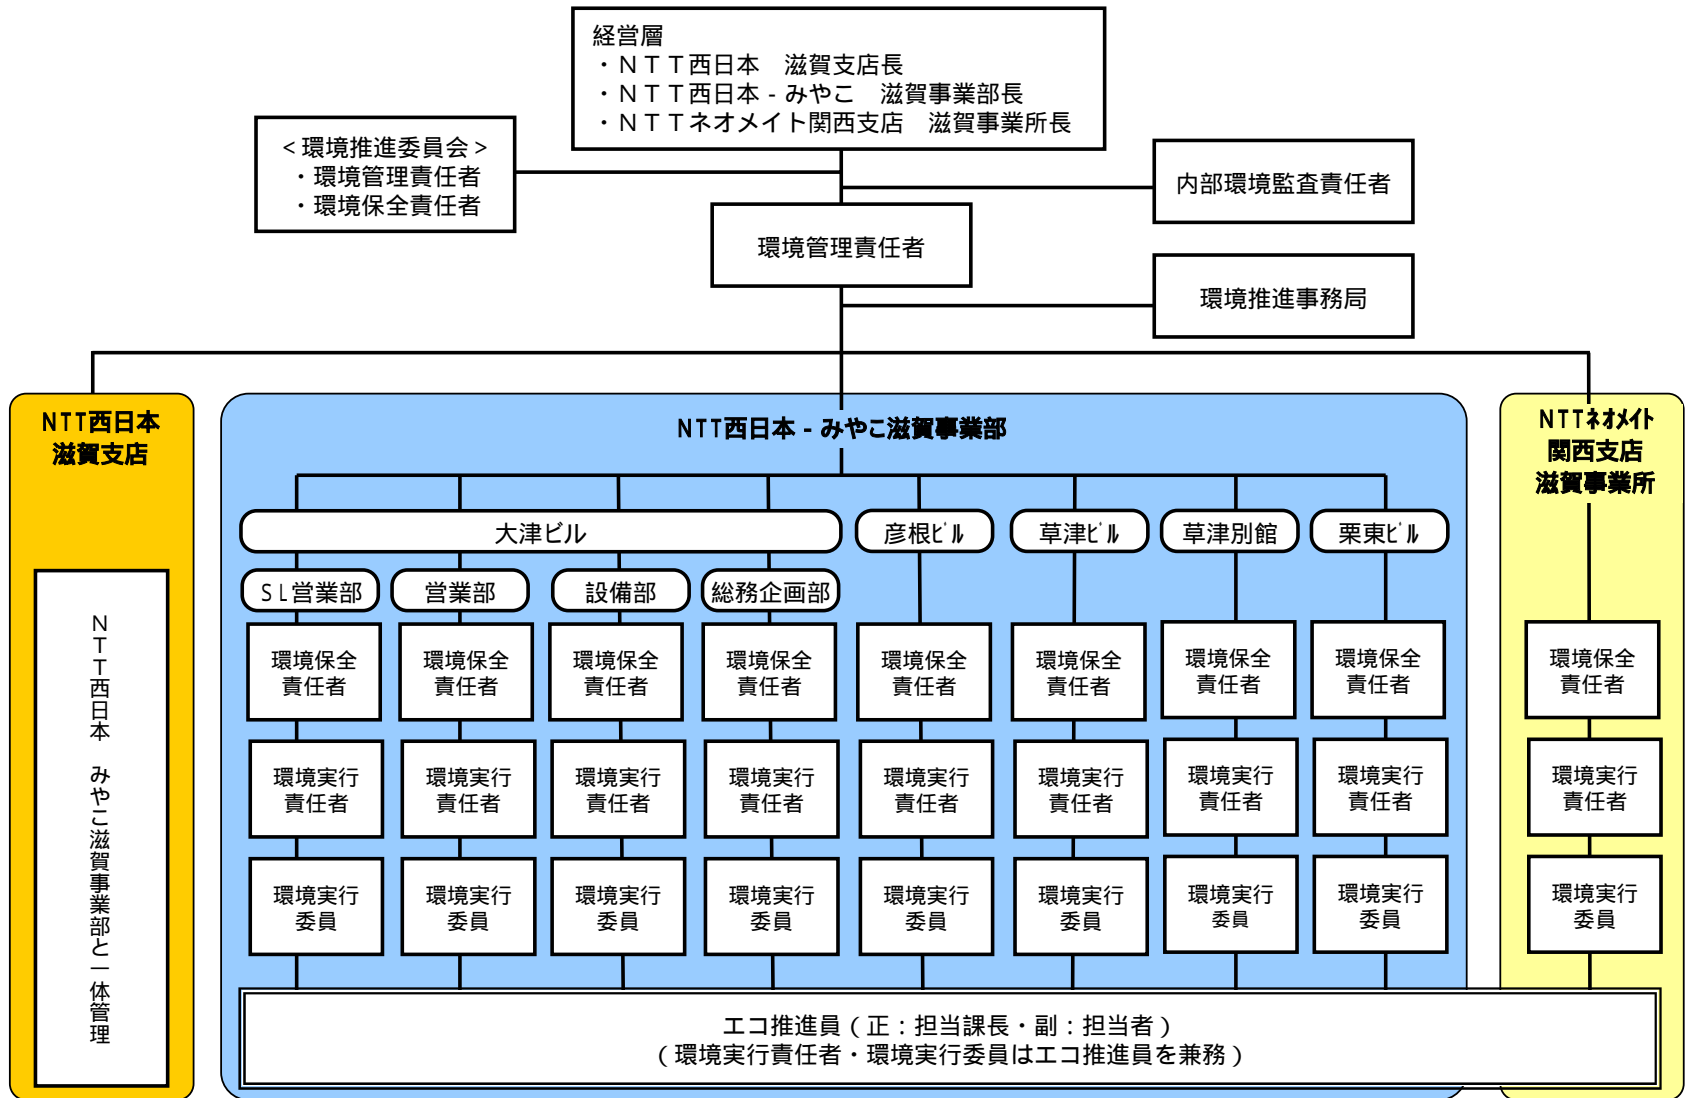 経営層
・ＮＴＴ西日本　滋賀支店長
・ＮＴＴ西日本 - みやこ　滋賀事業部長
・ＮＴＴネオメイト関西支店　滋賀事業所長
<環境推進委員会>
・環境管理責任者
・環境保全責任者
内部環境監査責任者
環境管理責任者
環境推進事務局
NTT西日本
滋賀支店
ＮＴＴ西日本　みやこ滋賀事業部と一体管理
NTT西日本 - みやこ滋賀事業部
大津ビル
彦根ﾋﾞﾙ
草津ﾋﾞﾙ
草津別館
栗東ﾋﾞﾙ
SL営業部
営業部
設備部
総務企画部
環境保全
責任者
環境保全
責任者
環境保全
責任者
環境保全
責任者
環境保全
責任者
環境保全
責任者
環境保全
責任者
環境保全
責任者
環境実行
責任者
環境実行
責任者
環境実行
責任者
環境実行
責任者
環境実行
責任者
環境実行
責任者
環境実行
責任者
環境実行
責任者
環境実行
委員
環境実行
委員
環境実行
委員
環境実行
委員
環境実行
委員
環境実行
委員
環境実行
委員
環境実行
委員
NTTﾈｵﾒｲﾄ
関西支店
滋賀事業所
環境保全
責任者
環境実行
責任者
環境実行
委員
エコ推進員（正：担当課長・副：担当者）
（環境実行責任者・環境実行委員はエコ推進員を兼務）